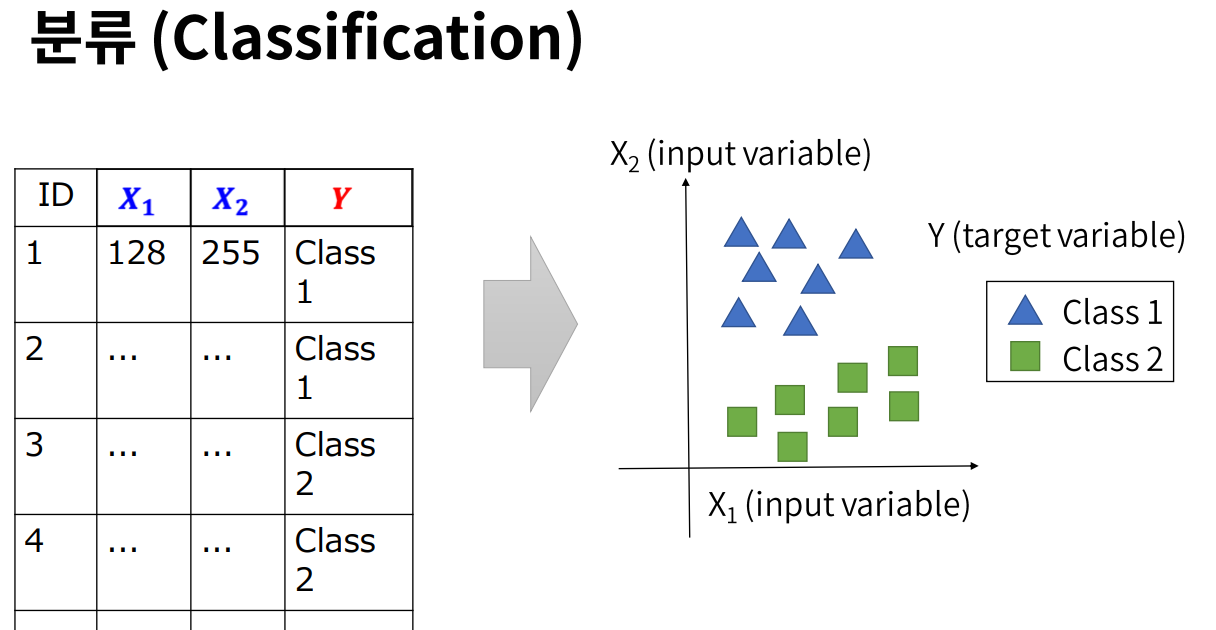 분류 (Classification)
ID X1 X2 Y
1 128 255 Class
1
2 ... ... Class
1
3 ... ... Class
2
4 ... ... Class
2
X2 (input variable)
Y (target variable)
Class 1
Class 2
X1 (input variable)